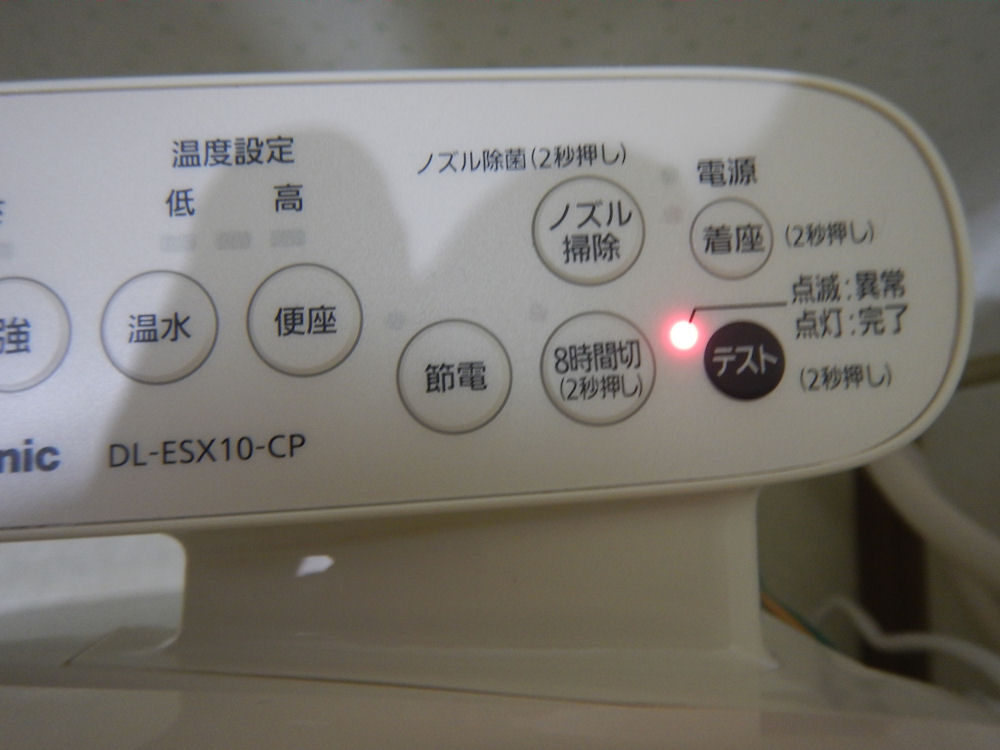 温度設定
低 高
ノズル除菌(2秒押し)
電源
ノズル
掃除
着座
(2秒押し)
強
温水
便座
節電
8時間切
(2秒押し)
点滅:異常
点灯:完了
テスト
(2秒押し)
nic
DL-ESX10-CP